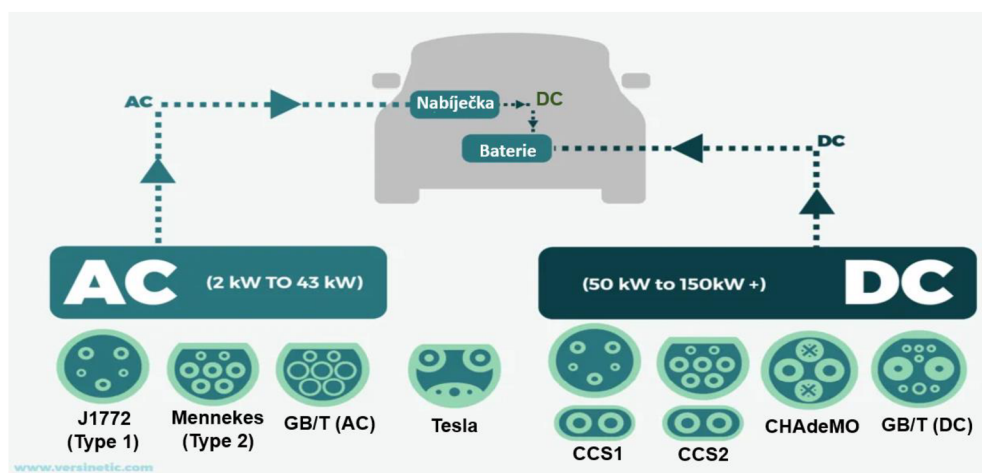 AC
Nabíječka
DC
Baterie
DC
AC
(2 kW TO 43 kW)
(50 kW to 150kW +)
DC
J1772
(Type 1)
Mennekes
(Type 2)
GB/T (AC)
Tesla
CCS1
CCS2
CHAdeMO
GB/T (DC)
www.versinetic.com